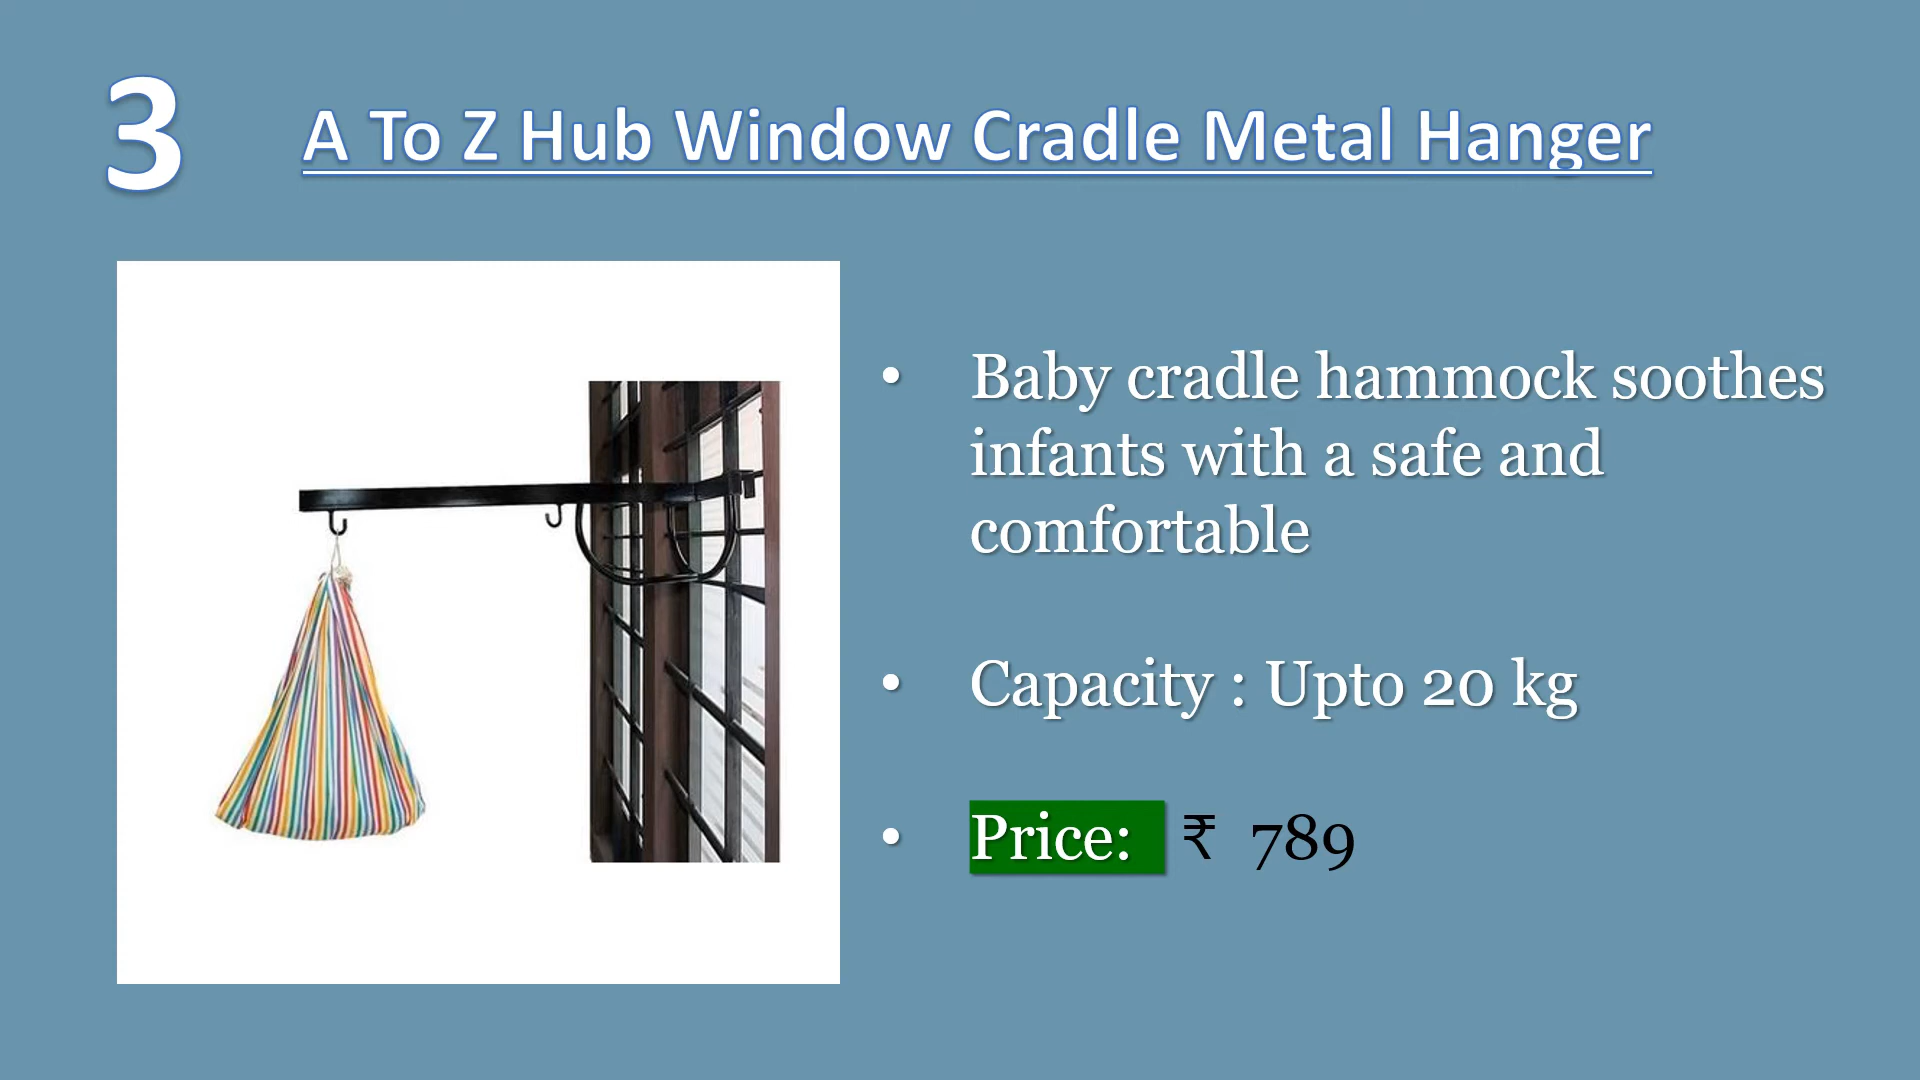 3
A To Z Hub Window Cradle Metal Hanger
• Baby cradle hammock soothes
infants with a safe and
comfortable
• Capacity : Upto 20 kg
• Price: ₹ 789